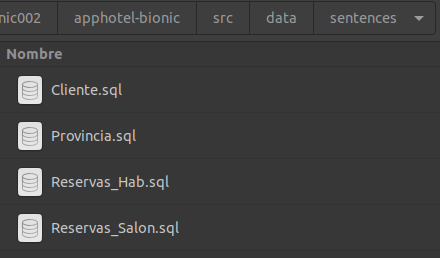 nic002 apphotel-bionic src data sentences
Nombre
Cliente.sql
Provincia.sql
Reservas_Hab.sql
Reservas_Salon.sql